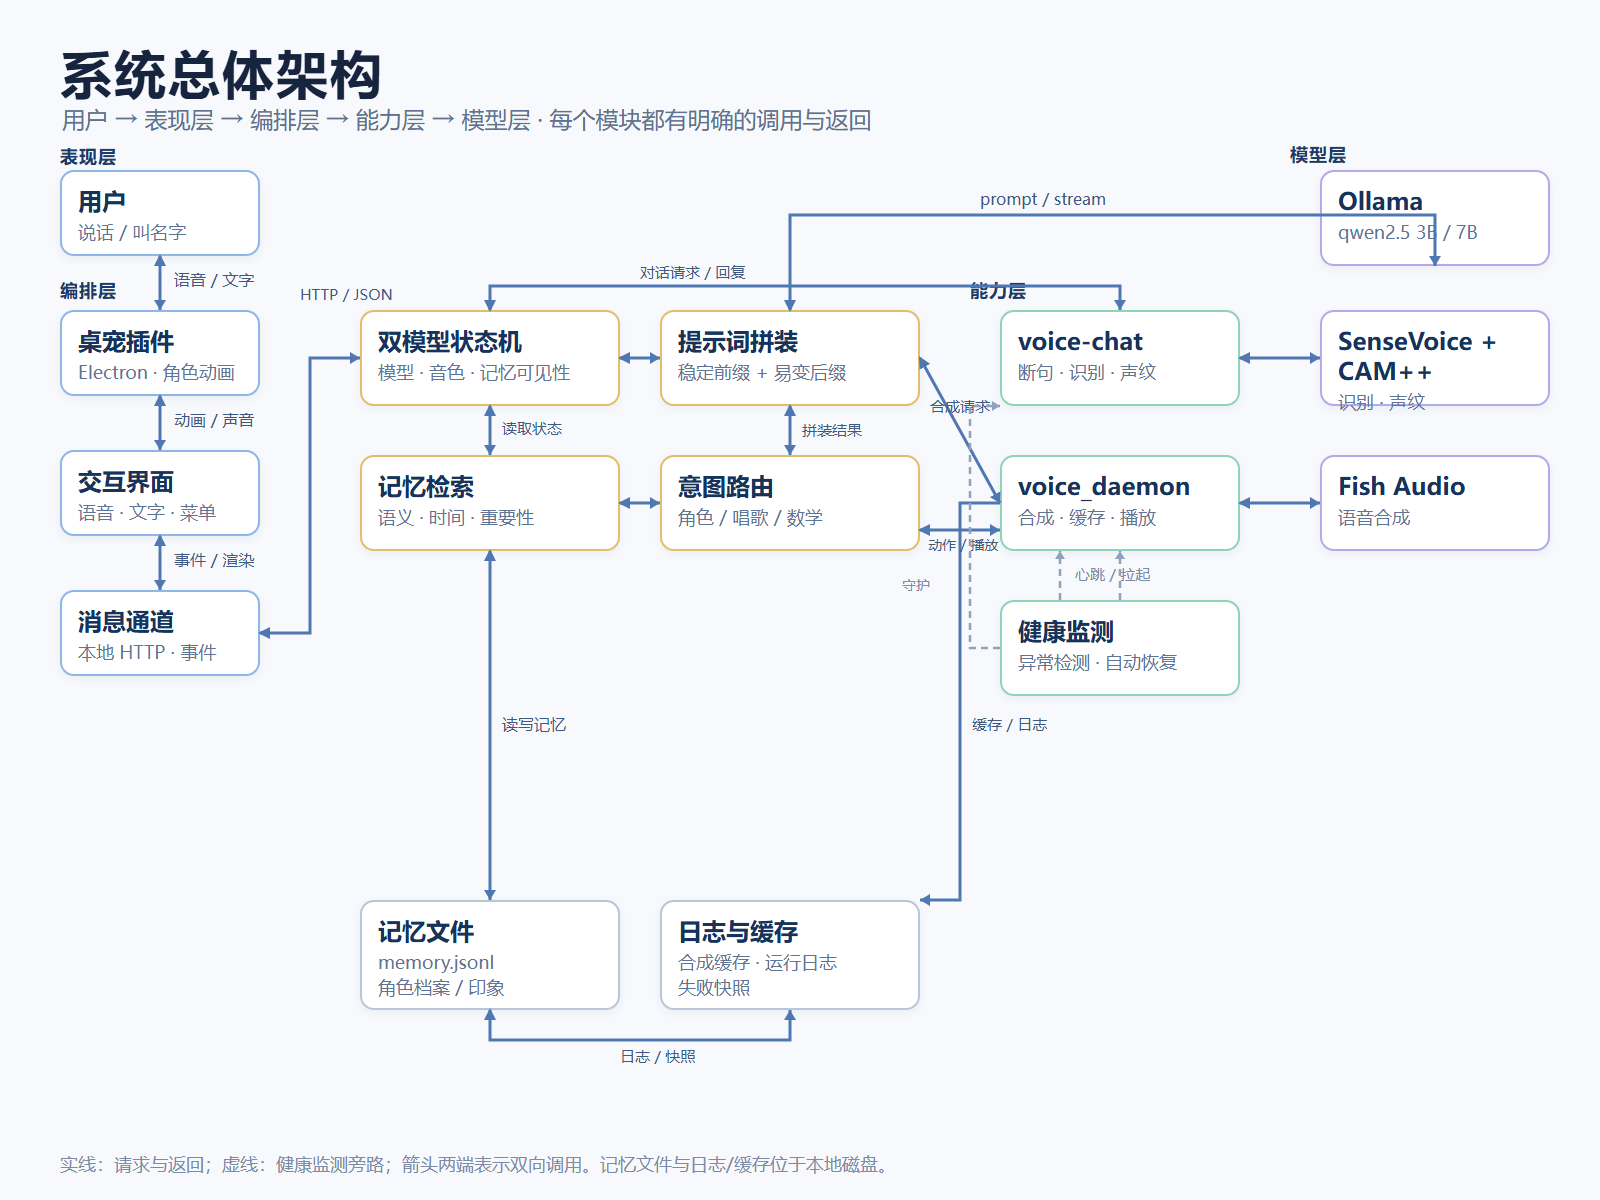 系统总体架构
用户 → 表现层 → 编排层 → 能力层 → 模型层 · 每个模块都有明确的调用与返回
表现层
模型层
用户
说话 / 叫名字
Ollama
qwen2.5 3B / 7B
prompt / stream
语音 / 文字
对话请求 / 回复
编排层
HTTP / JSON
能力层
桌宠插件
Electron · 角色动画
双模型状态机
模型 · 音色 · 记忆可见性
提示词拼装
稳定前缀 + 易变后缀
voice-chat
断句 · 识别 · 声纹
SenseVoice +
CAM++
识别 · 声纹
合成请求
动画 / 声音
读取状态
拼装结果
交互界面
语音 · 文字 · 菜单
记忆检索
语义 · 时间 · 重要性
意图路由
角色 / 唱歌 / 数学
voice_daemon
合成 · 缓存 · 播放
Fish Audio
语音合成
动作 / 播放
事件 / 渲染
守护
心跳 / 拉起
消息通道
本地 HTTP · 事件
健康监测
异常检测 · 自动恢复
读写记忆
缓存 / 日志
记忆文件
memory.jsonl
角色档案 / 印象
日志与缓存
合成缓存 · 运行日志
失败快照
日志 / 快照
实线：请求与返回；虚线：健康监测旁路；箭头两端表示双向调用。记忆文件与日志/缓存位于本地磁盘。